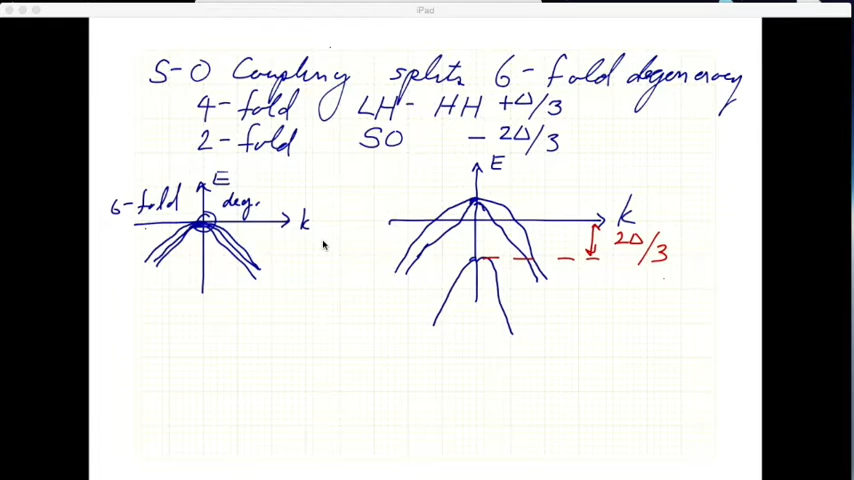 iPad
S-O Coupling splits 6-fold degeneracy
4-fold LH-HH +Δ/3
2-fold SO -2Δ/3
E
E
6-fold deg.
k
k
2Δ/3